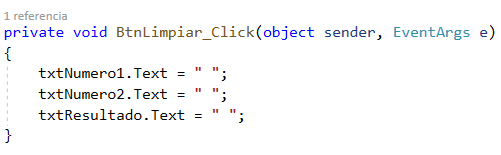 1 referencia
private void BtnLimpiar_Click(object sender, EventArgs e)
{
    txtNumero1.Text = " ";
    txtNumero2.Text = " ";
    txtResultado.Text = " ";
}